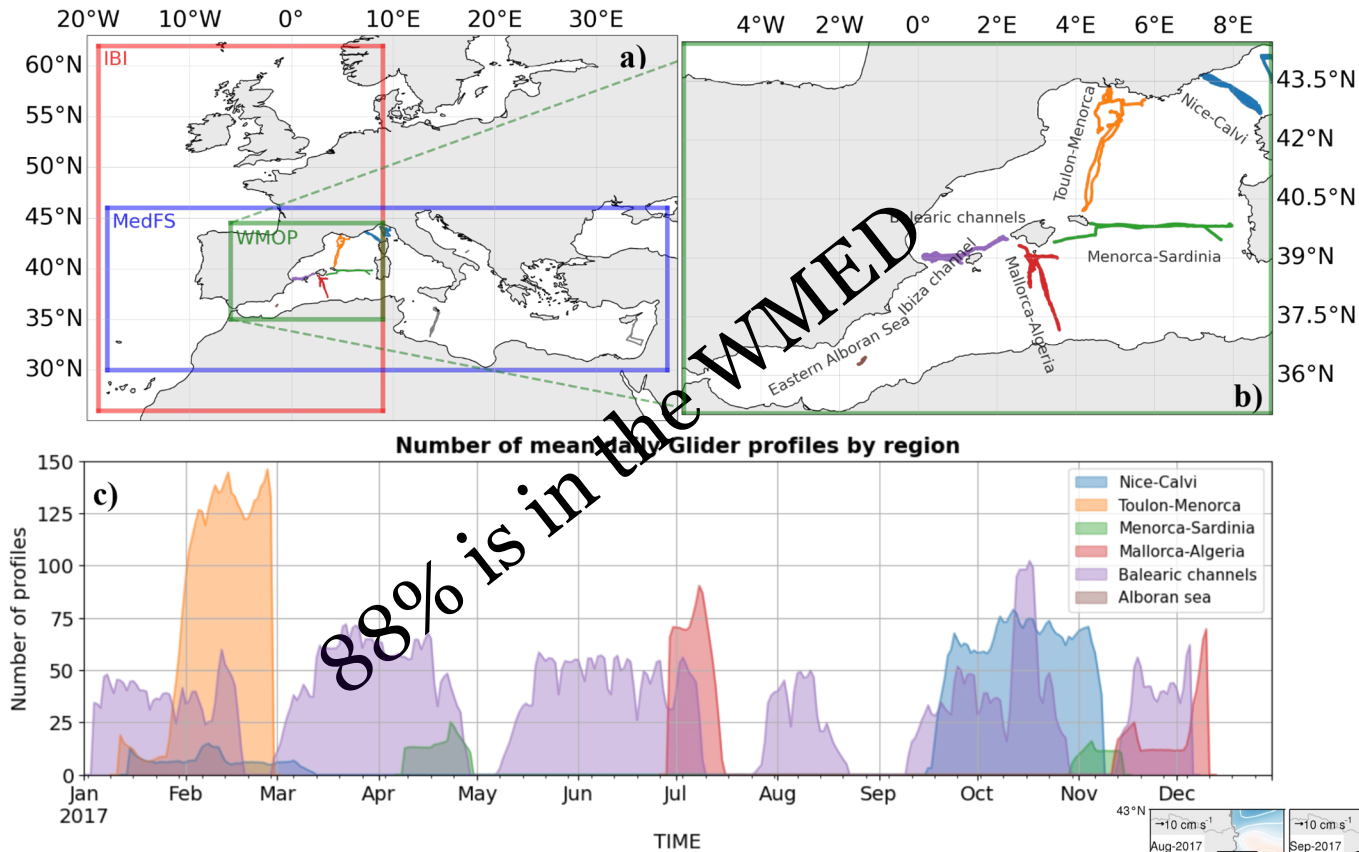 20°W 10°W 0° 10°E 20°E 30°E
60°N
55°N
50°N
45°N
40°N
35°N
30°N
IBI
MedFS
WMOP
a)
4°W 2°W 0° 2°E 4°E 6°E 8°E
43.5°N
42°N
40.5°N
39°N
37.5°N
36°N
Nice-Calvi
Toulon-Menorca
Balearic channels
Menorca-Sardinia
Ibiza channel
Mallorca-Algeria
Eastern Alboran Sea
b)
88% is in the WMED
Number of mean daily Glider profiles by region
c)
Number of profiles
150
125
100
75
50
25
0
Nice-Calvi
Toulon-Menorca
Menorca-Sardinia
Mallorca-Algeria
Balearic channels
Alboran sea
Jan Feb Mar Apr May Jun Jul Aug Sep Oct Nov Dec
2017
TIME
43°N
→10 cm s⁻¹
Aug-2017
→10 cm s⁻¹
Sep-2017